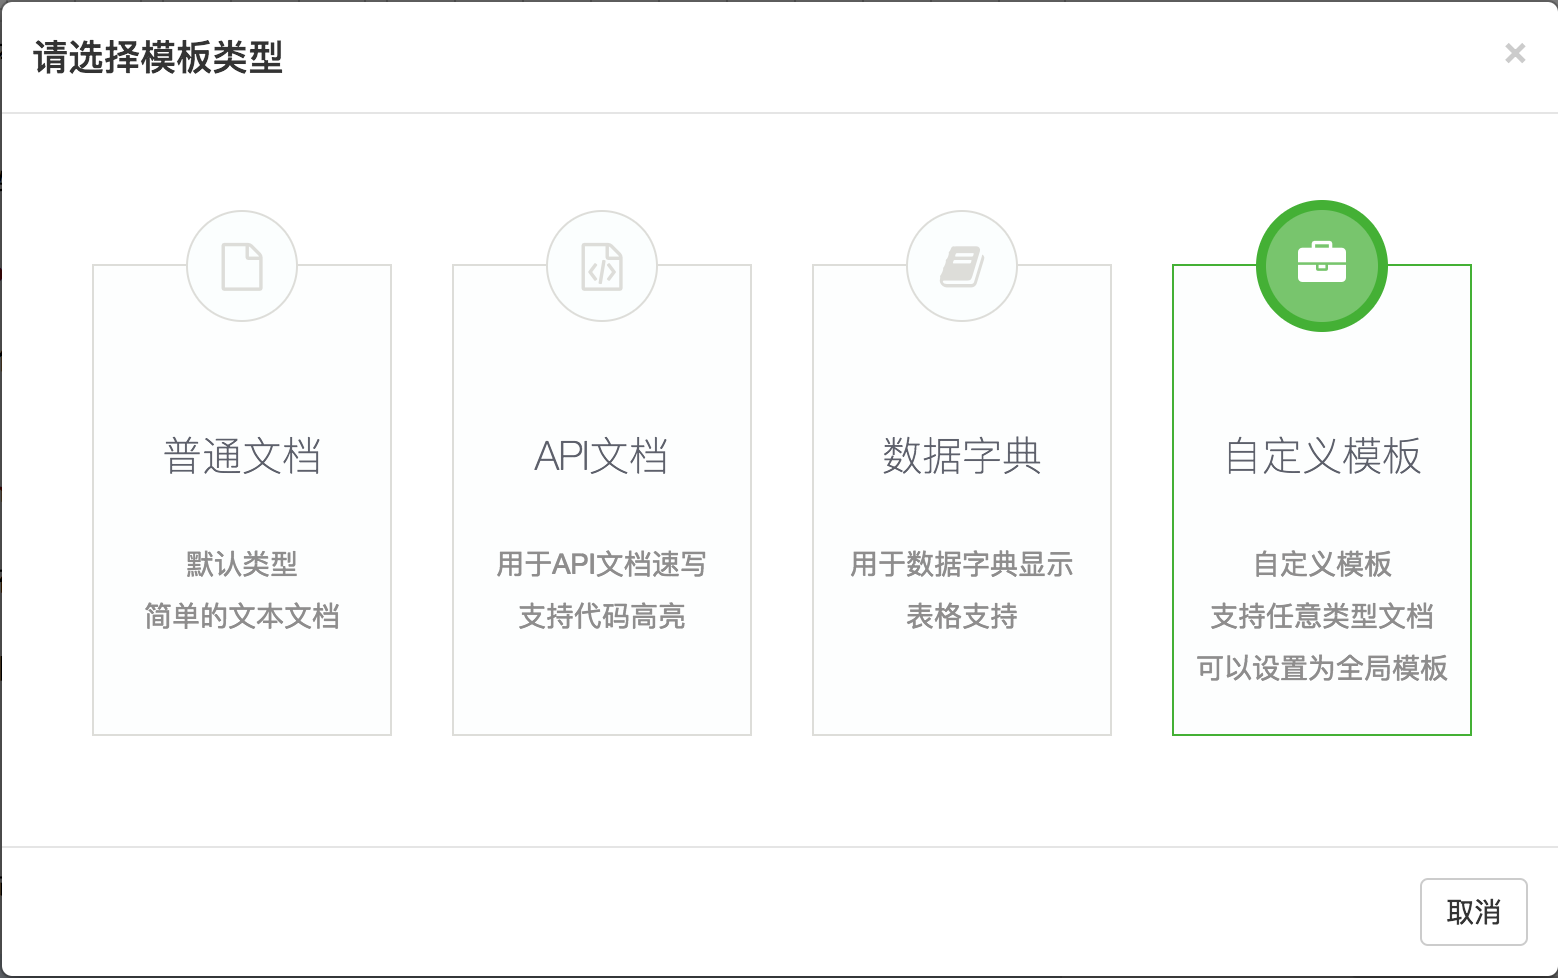 请选择模板类型
×
普通文档
默认类型
简单的文本文档
API文档
用于API文档速写
支持代码高亮
数据字典
用于数据字典显示
表格支持
自定义模板
自定义模板
支持任意类型文档
可以设置为全局模板
取消